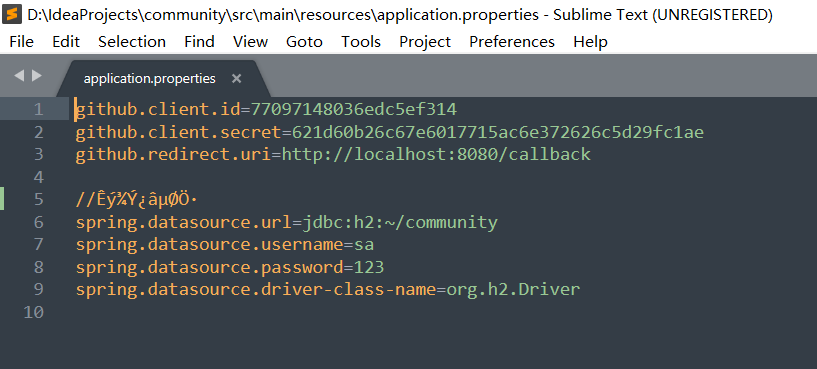 D:\IdeaProjects\community\src\main\resources\application.properties - Sublime Text (UNREGISTERED)
File Edit Selection Find View Goto Tools Project Preferences Help
application.properties ×
1 github.client.id=77097148036edc5ef314
2 github.client.secret=621d60b26c67e6017715ac6e372626c5d29fc1ae
3 github.redirect.uri=http://localhost:8080/callback
4
5 //Êý¾Ý¿âµØÖ·
6 spring.datasource.url=jdbc:h2:~/community
7 spring.datasource.username=sa
8 spring.datasource.password=123
9 spring.datasource.driver-class-name=org.h2.Driver
10